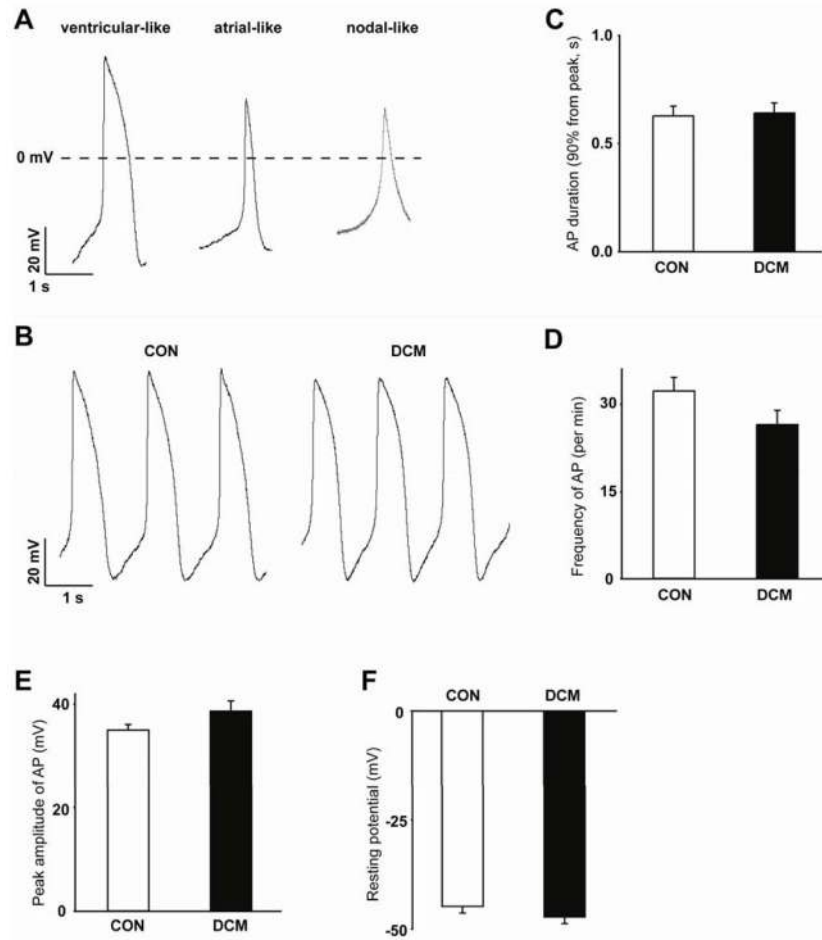 A
ventricular-like atrial-like nodal-like
0 mV
20 mV
1 s
B
CON DCM
20 mV
1 s
C
AP duration (90% from peak, s)
1.0
0.5
0.0
CON DCM
D
Frequency of AP (per min)
30
15
0
CON DCM
E
Peak amplitude of AP (mV)
40
20
0
CON DCM
F
CON DCM
Resting potential (mV)
0
-25
-50